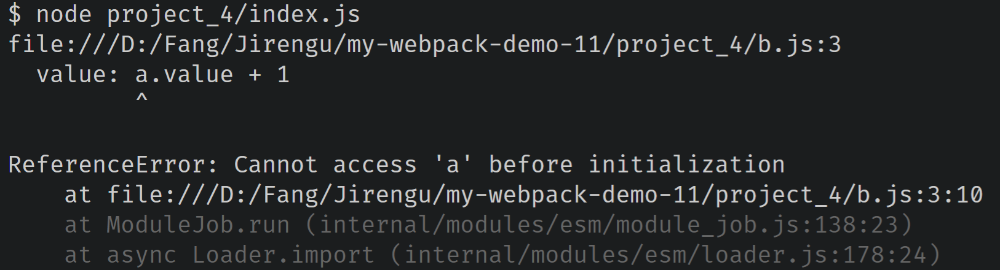 $ node project_4/index.js
file:///D:/Fang/Jirengu/my-webpack-demo-11/project_4/b.js:3
  value: a.value + 1
         ^
ReferenceError: Cannot access 'a' before initialization
    at file:///D:/Fang/Jirengu/my-webpack-demo-11/project_4/b.js:3:10
    at ModuleJob.run (internal/modules/esm/module_job.js:138:23)
    at async Loader.import (internal/modules/esm/loader.js:178:24)